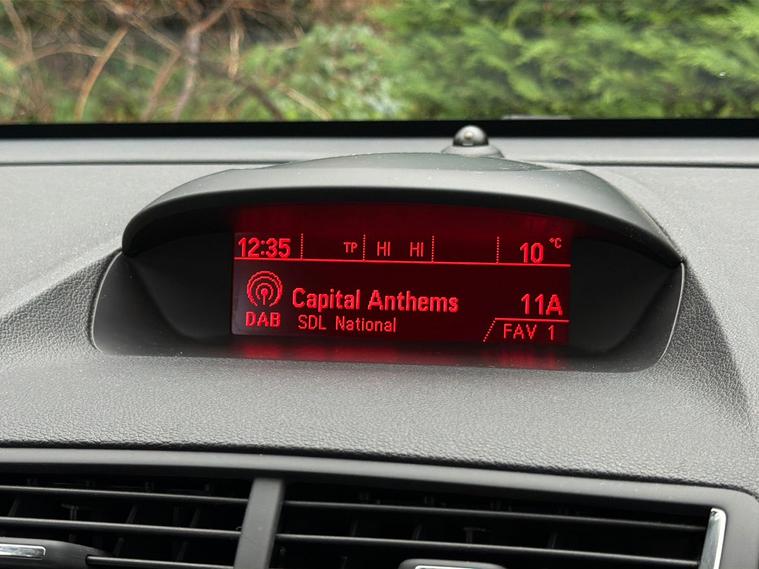 12:35 TP HI HI 10 °C
Capital Anthems 11A
DAB SDL National FAV 1